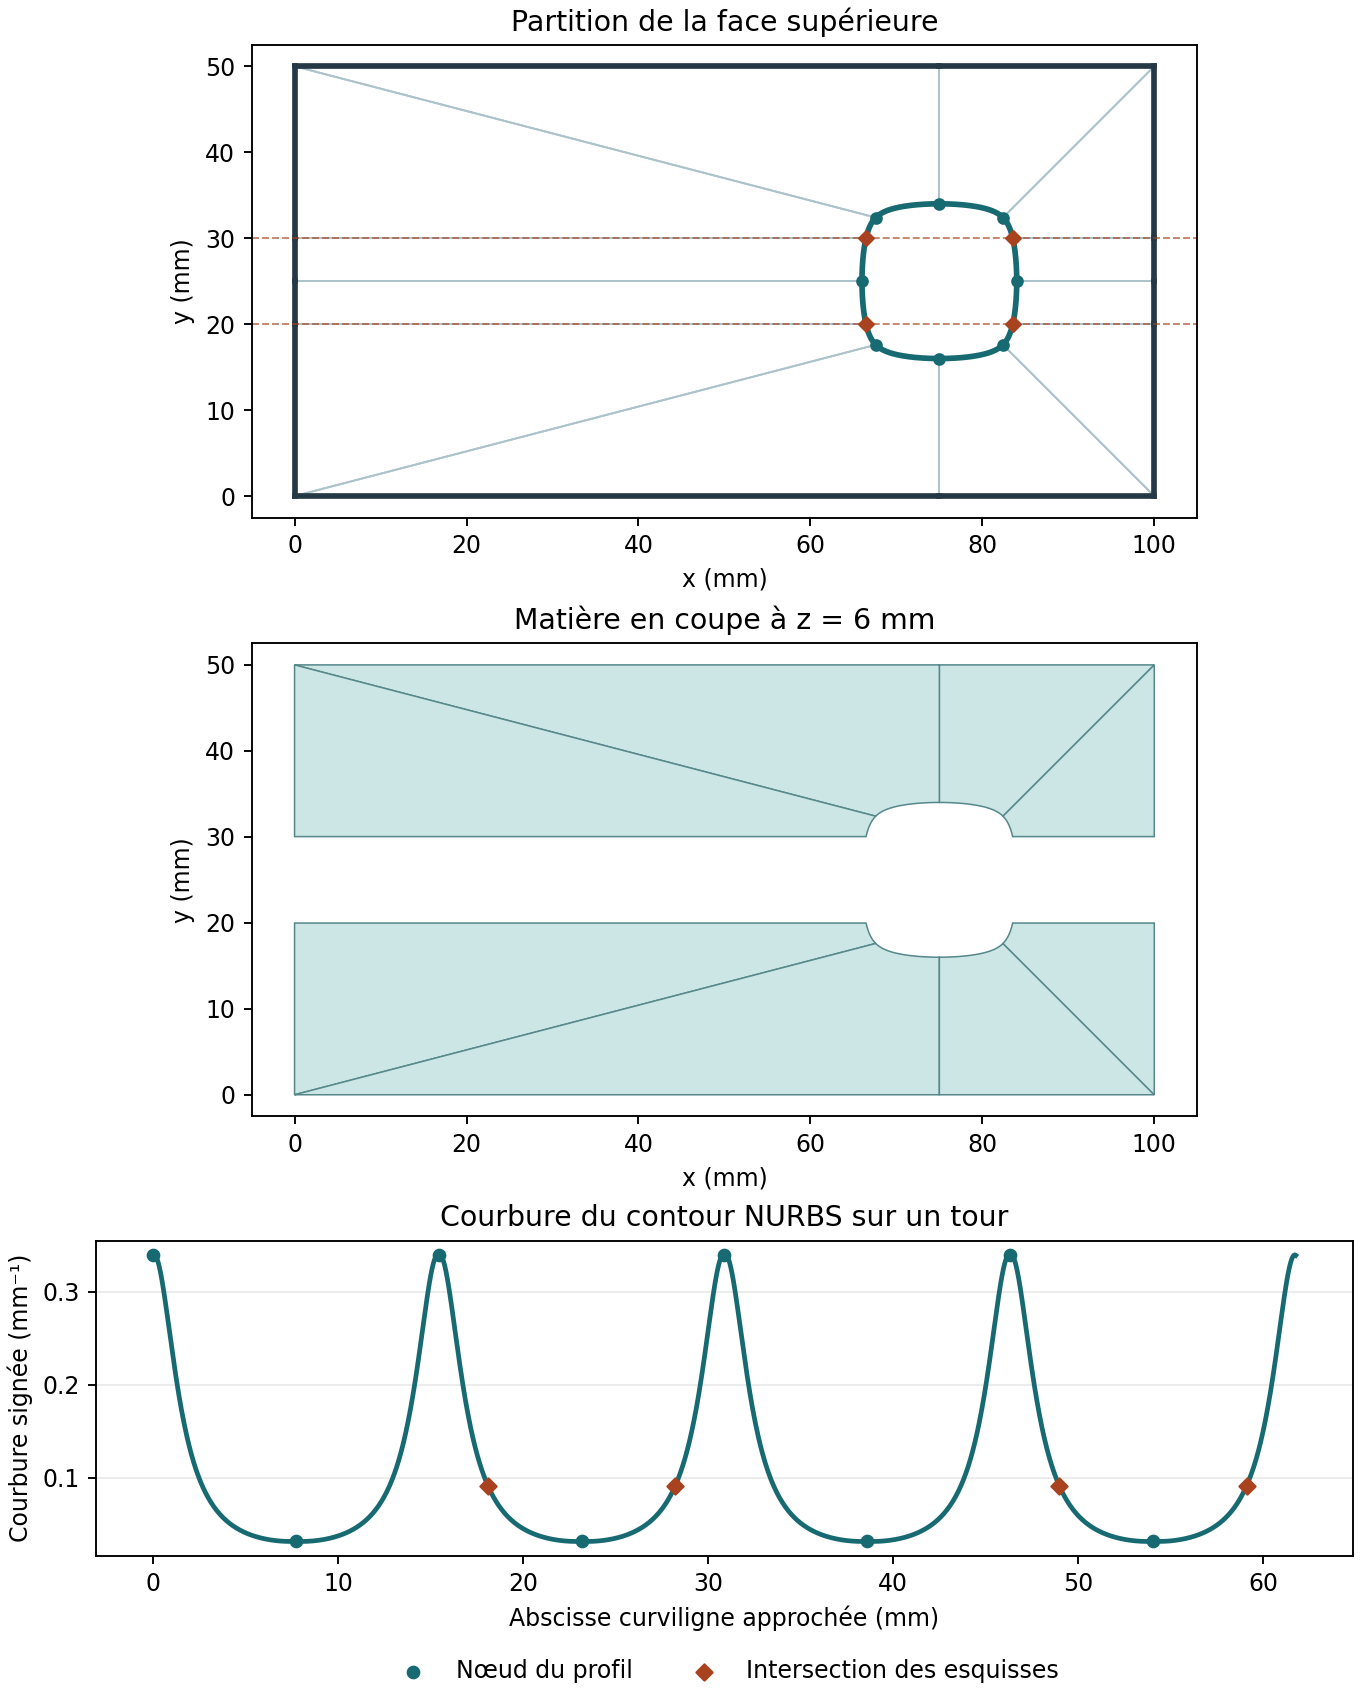 Partition de la face supérieure
50
40
30
20
10
0
y (mm)
0 20 40 60 80 100
x (mm)
Matière en coupe à z = 6 mm
50
40
30
20
10
0
y (mm)
0 20 40 60 80 100
x (mm)
Courbure du contour NURBS sur un tour
0.3
0.2
0.1
Courbure signée (mm⁻¹)
0 10 20 30 40 50 60
Abscisse curviligne approchée (mm)
Nœud du profil Intersection des esquisses